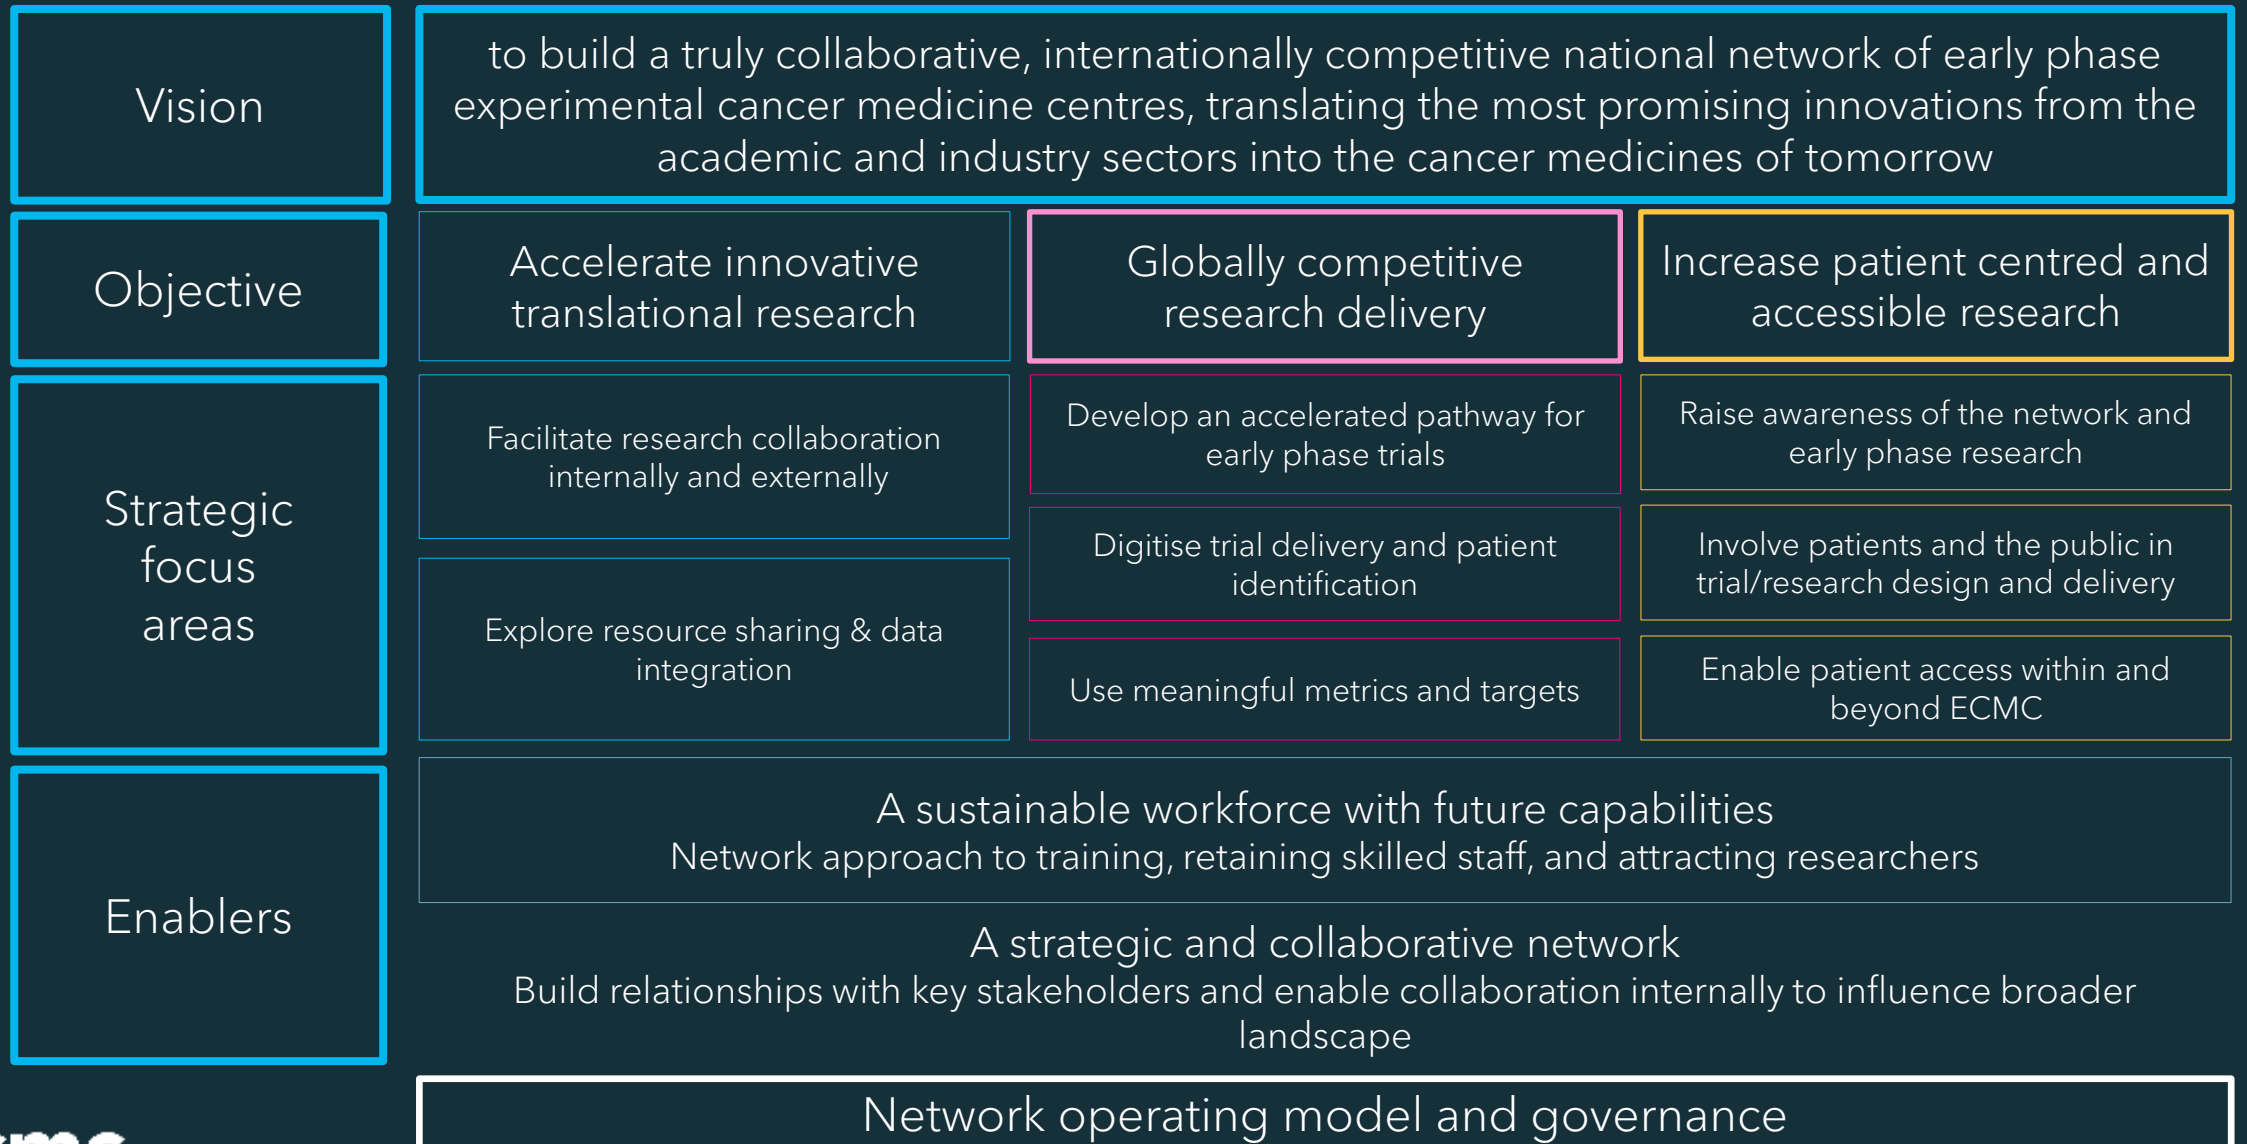 Vision
to build a truly collaborative, internationally competitive national network of early phase
experimental cancer medicine centres, translating the most promising innovations from the
academic and industry sectors into the cancer medicines of tomorrow
Objective
Accelerate innovative
translational research
Globally competitive
research delivery
Increase patient centred and
accessible research
Strategic
focus
areas
Facilitate research collaboration
internally and externally
Explore resource sharing & data
integration
Develop an accelerated pathway for
early phase trials
Digitise trial delivery and patient
identification
Use meaningful metrics and targets
Raise awareness of the network and
early phase research
Involve patients and the public in
trial/research design and delivery
Enable patient access within and
beyond ECMC
Enablers
A sustainable workforce with future capabilities
Network approach to training, retaining skilled staff, and attracting researchers
A strategic and collaborative network
Build relationships with key stakeholders and enable collaboration internally to influence broader
landscape
Network operating model and governance